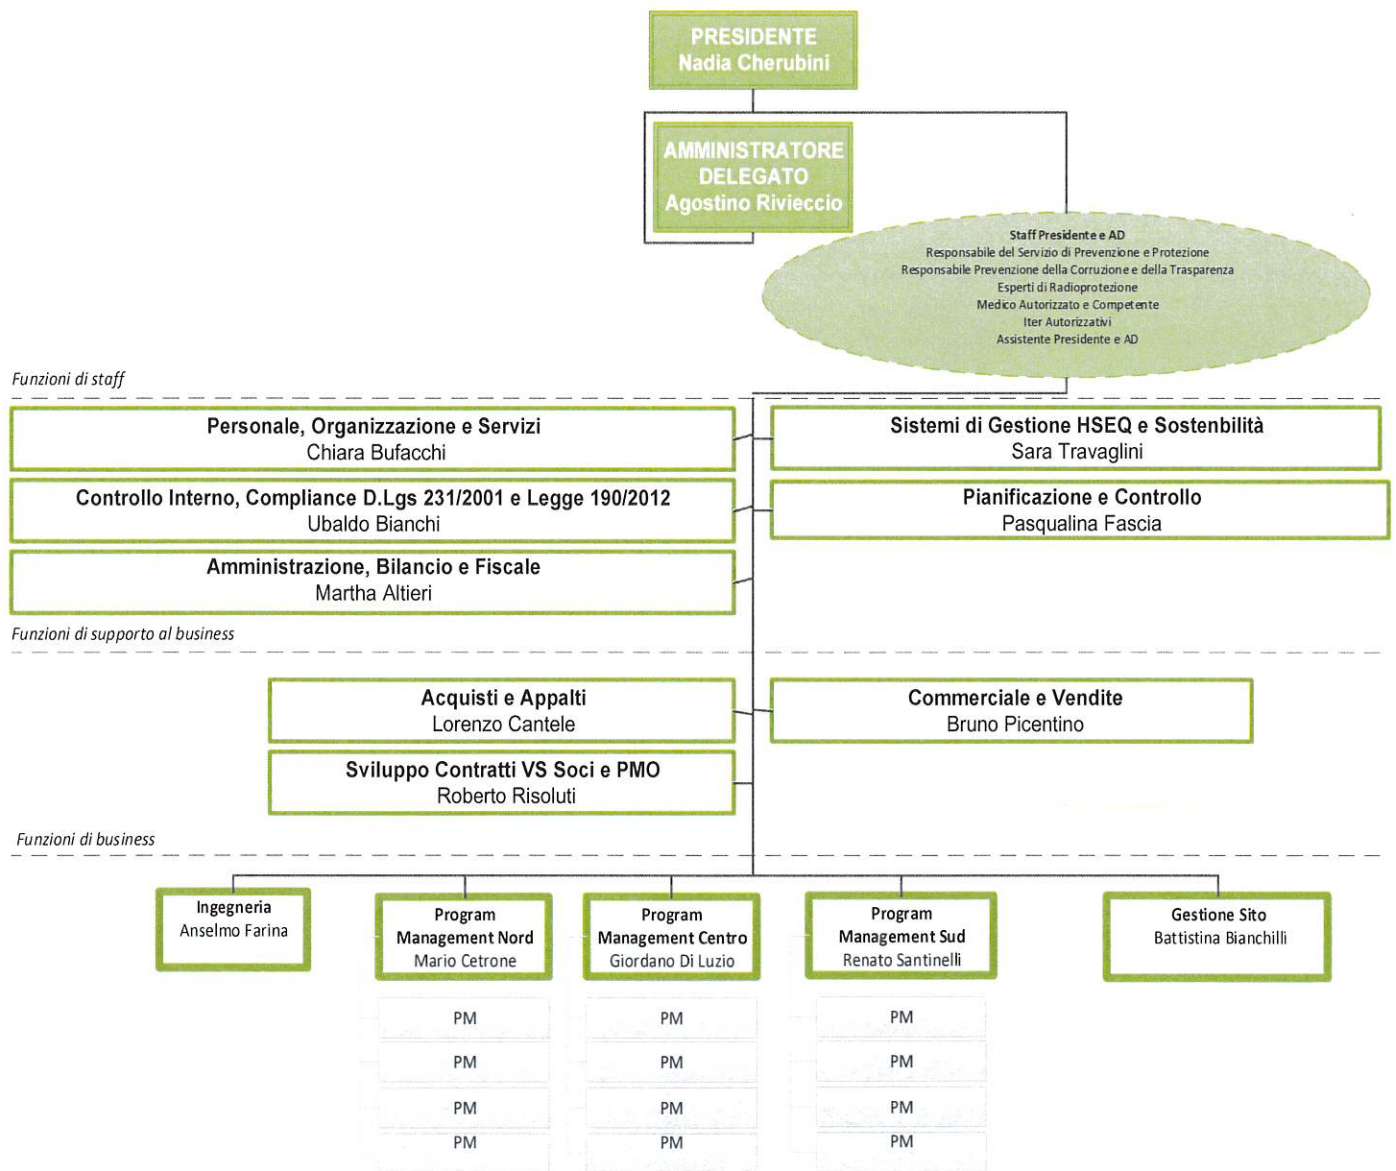 PRESIDENTE
Nadia Cherubini
AMMINISTRATORE
DELEGATO
Agostino Rivieccio
Staff Presidente e AD
Responsabile del Servizio di Prevenzione e Protezione
Responsabile Prevenzione della Corruzione e della Trasparenza
Esperti di Radioprotezione
Medico Autorizzato e Competente
Iter Autorizzativi
Assistente Presidente e AD
Funzioni di staff
Personale, Organizzazione e Servizi
Chiara Bufacchi
Sistemi di Gestione HSEQ e Sostenbilità
Sara Travaglini
Controllo Interno, Compliance D.Lgs 231/2001 e Legge 190/2012
Ubaldo Bianchi
Pianificazione e Controllo
Pasqualina Fascia
Amministrazione, Bilancio e Fiscale
Martha Altieri
Funzioni di supporto al business
Acquisti e Appalti
Lorenzo Cantele
Commerciale e Vendite
Bruno Picentino
Sviluppo Contratti VS Soci e PMO
Roberto Risoluti
Funzioni di business
Ingegneria
Anselmo Farina
Program
Management Nord
Mario Cetrone
Program
Management Centro
Giordano Di Luzio
Program
Management Sud
Renato Santinelli
Gestione Sito
Battistina Bianchilli
PM
PM
PM
PM
PM
PM
PM
PM
PM
PM
PM
PM